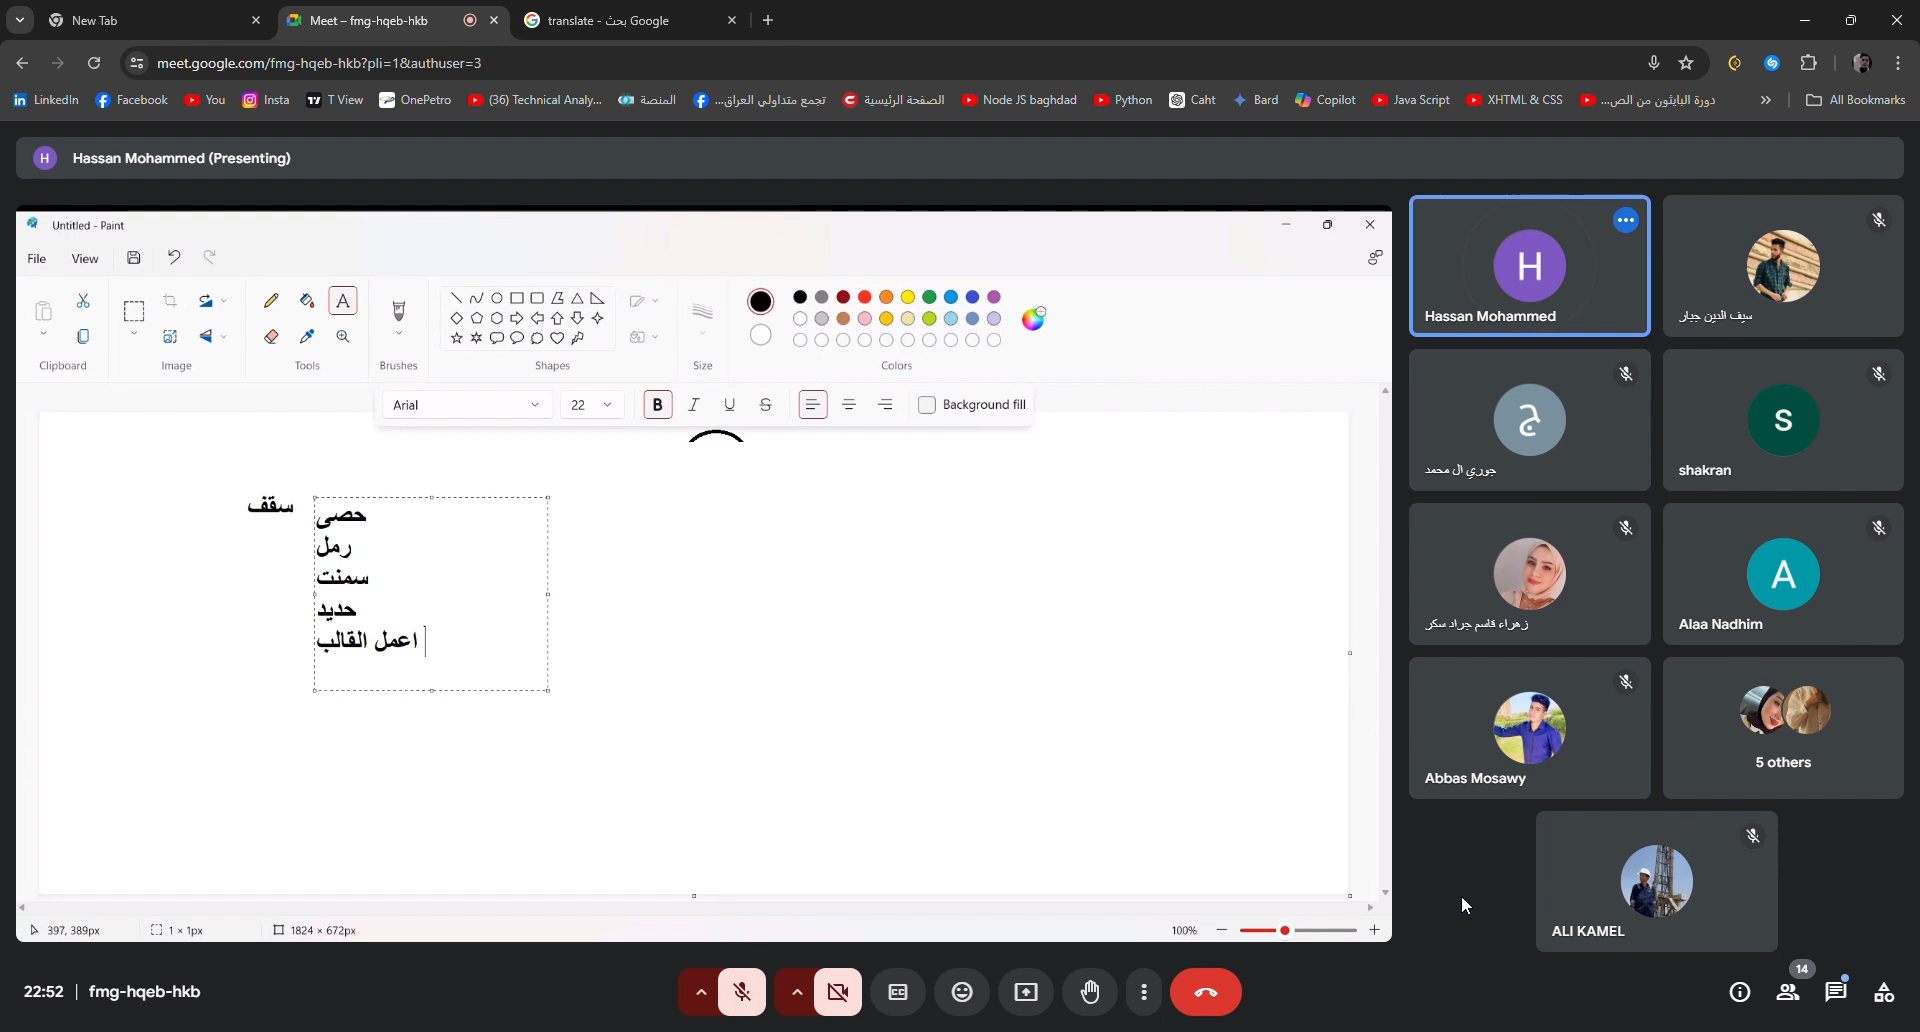 New Tab
Meet – fmg-hqeb-hkb
translate - بحث Google
meet.google.com/fmg-hqeb-hkb?pli=1&authuser=3
LinkedIn
Facebook
You
Insta
T View
OnePetro
(36) Technical Analy...
المنصة
تجمع متداولي العراق...
الصفحة الرئيسية
Node JS baghdad
Python
Caht
Bard
Copilot
Java Script
XHTML & CSS
دورة البايثون من الص...
All Bookmarks
H
Hassan Mohammed (Presenting)
Untitled - Paint
File
View
Clipboard
Image
Tools
Brushes
Shapes
Size
Colors
Arial
22
B
Background fill
سقف
حصى
رمل
سمنت
حديد
اعمل القالب
397, 389px
1 × 1px
1824 × 672px
100%
H
Hassan Mohammed
سيف الدين جبار
ج
جوري ال محمد
s
shakran
زهراء قاسم جراد سكر
A
Alaa Nadhim
Abbas Mosawy
5 others
ALI KAMEL
22:52 | fmg-hqeb-hkb
14